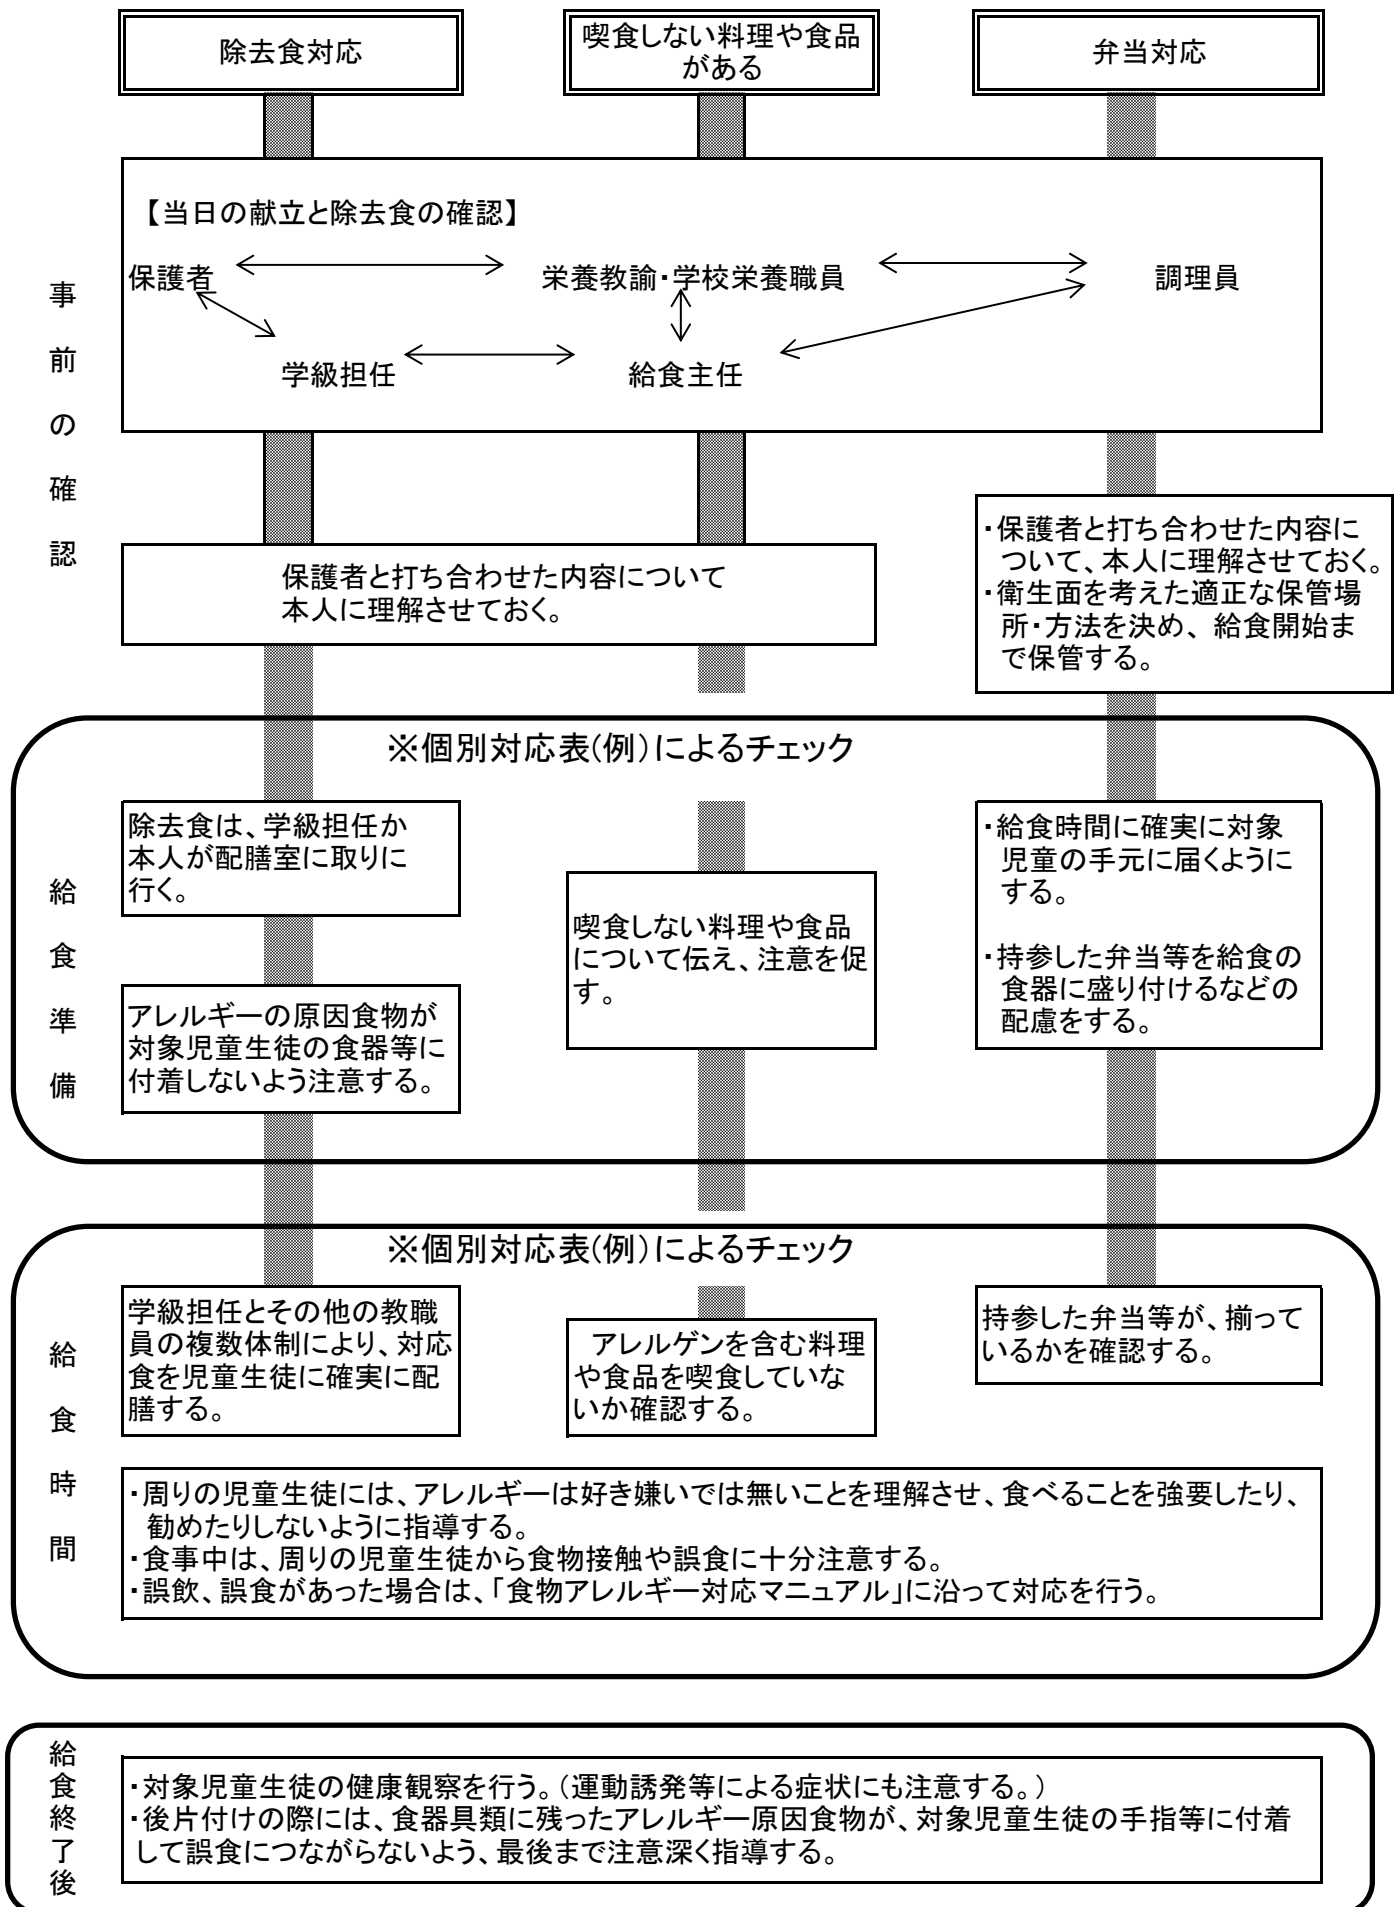 除去食対応
喫食しない料理や食品
がある
弁当対応
事前の確認
【当日の献立と除去食の確認】
保護者
栄養教諭・学校栄養職員
調理員
学級担任
給食主任
保護者と打ち合わせた内容について
本人に理解させておく。
・保護者と打ち合わせた内容に
ついて、本人に理解させておく。
・衛生面を考えた適正な保管場
所・方法を決め、給食開始ま
で保管する。
給食準備
※個別対応表(例)によるチェック
除去食は、学級担任か
本人が配膳室に取りに
行く。
アレルギーの原因食物が
対象児童生徒の食器等に
付着しないよう注意する。
喫食しない料理や食品
について伝え、注意を促
す。
・給食時間に確実に対象
児童の手元に届くように
する。
・持参した弁当等を給食の
食器に盛り付けるなどの
配慮をする。
給食時間
※個別対応表(例)によるチェック
学級担任とその他の教職
員の複数体制により、対応
食を児童生徒に確実に配
膳する。
アレルゲンを含む料理
や食品を喫食していな
いか確認する。
持参した弁当等が、揃って
いるかを確認する。
・周りの児童生徒には、アレルギーは好き嫌いでは無いことを理解させ、食べることを強要したり、
勧めたりしないように指導する。
・食事中は、周りの児童生徒から食物接触や誤食に十分注意する。
・誤飲、誤食があった場合は、「食物アレルギー対応マニュアル」に沿って対応を行う。
給食終了後
・対象児童生徒の健康観察を行う。(運動誘発等による症状にも注意する。)
・後片付けの際には、食器具類に残ったアレルギー原因食物が、対象児童生徒の手指等に付着
して誤食につながらないよう、最後まで注意深く指導する。